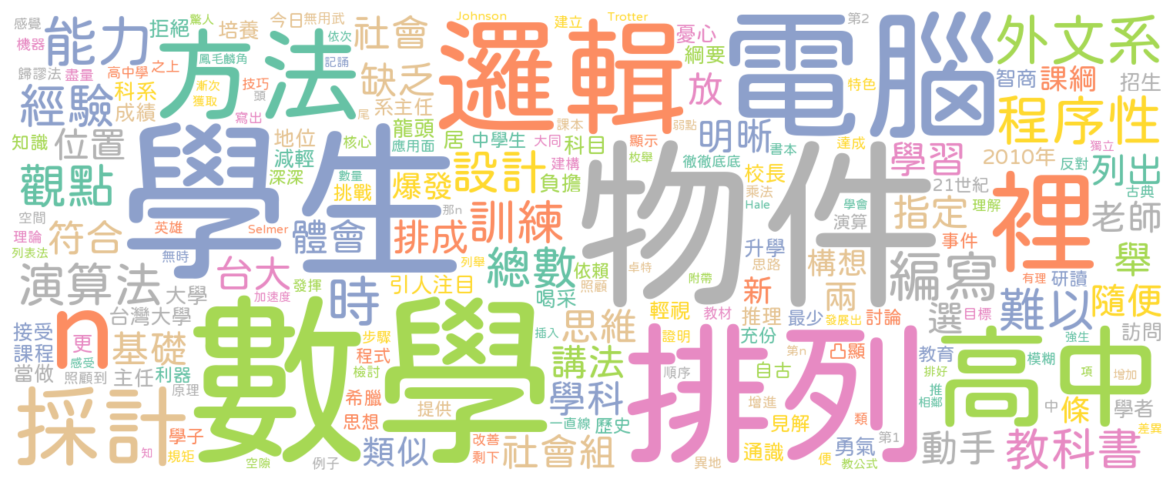 數學
物件
學生
電腦
邏輯
排列
高中
方法
採計
裡
n
外文系
能力
經驗
社會
缺乏
觀點
位置
程序性
明晰
設計
訓練
爆發
排成
體會
總數
時
演算法
台大
符合
基礎
思維
講法
學科
社會組
類似
編寫
難以
隨便
列出
老師
舉
教科書
動手
條
指定
學習
構想
兩
新
選
放
課綱
招生
智商
綱要
憂心
拒絕
培養
今日
無用武
感覺
驚人
機器
鳳毛麟角
依次
記誦
歸謬法
盡量
高中學
之上
科系
成績
漸次
獲取
技巧
頭
寫出
尾
系主任
知識
地位
減輕
深深
核心
數量
挑戰
龍頭
應用面
居
中學生
課本
大同
科目
負擔
建構
枚舉
顯示
弱點
徹徹底底
書本
達成
特色
第2
Johnson
Trotter
建立
校長
乘法
Hale
學會
演算
2010年
21世紀
獨立
反對
古典
理解
空間
理論
列表法
英雄
Selmer
無時
那n
列舉
引人注目
依賴
照顧
喝采
卓特
附帶
升學
思路
事件
有理
研讀
目標
訪問
大學
台灣大學
發揮
加速度
接受
課程
更
感受
當做
照顧到
主任
利器
原理
步驟
程式
檢討
插入
輕視
推理
證明
教材
充份
最少
發展出
討論
第n
凸顯
順序
自古
教育
排好
模糊
強生
項
增加
推
相鄰
中
學者
差異
希臘
思想
提供
一直線
歷史
改善
剩下
例子
學子
規矩
知
空隙
增進
見解
類
通識
便
勇氣
第1
教公式
異地